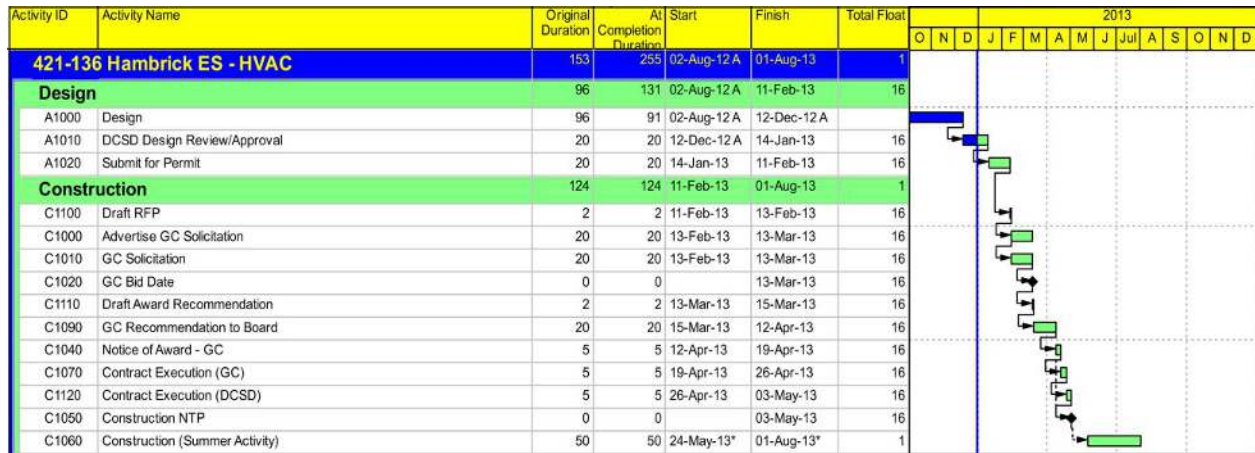 Activity ID Activity Name Original Duration At Completion Duration Start Finish Total Float 2013
O N D J F M A M J Jul A S O N D
421-136 Hambrick ES - HVAC 153 255 02-Aug-12 A 01-Aug-13 1
Design 96 131 02-Aug-12 A 11-Feb-13 16
A1000 Design 96 91 02-Aug-12 A 12-Dec-12 A
A1010 DCSD Design Review/Approval 20 20 12-Dec-12 A 14-Jan-13 16
A1020 Submit for Permit 20 20 14-Jan-13 11-Feb-13 16
Construction 124 124 11-Feb-13 01-Aug-13 1
C1100 Draft RFP 2 2 11-Feb-13 13-Feb-13 16
C1000 Advertise GC Solicitation 20 20 13-Feb-13 13-Mar-13 16
C1010 GC Solicitation 20 20 13-Feb-13 13-Mar-13 16
C1020 GC Bid Date 0 0 13-Mar-13 16
C1110 Draft Award Recommendation 2 2 13-Mar-13 15-Mar-13 16
C1090 GC Recommendation to Board 20 20 15-Mar-13 12-Apr-13 16
C1040 Notice of Award - GC 5 5 12-Apr-13 19-Apr-13 16
C1070 Contract Execution (GC) 5 5 19-Apr-13 26-Apr-13 16
C1120 Contract Execution (DCSD) 5 5 26-Apr-13 03-May-13 16
C1050 Construction NTP 0 0 03-May-13 16
C1060 Construction (Summer Activity) 50 50 24-May-13* 01-Aug-13* 1